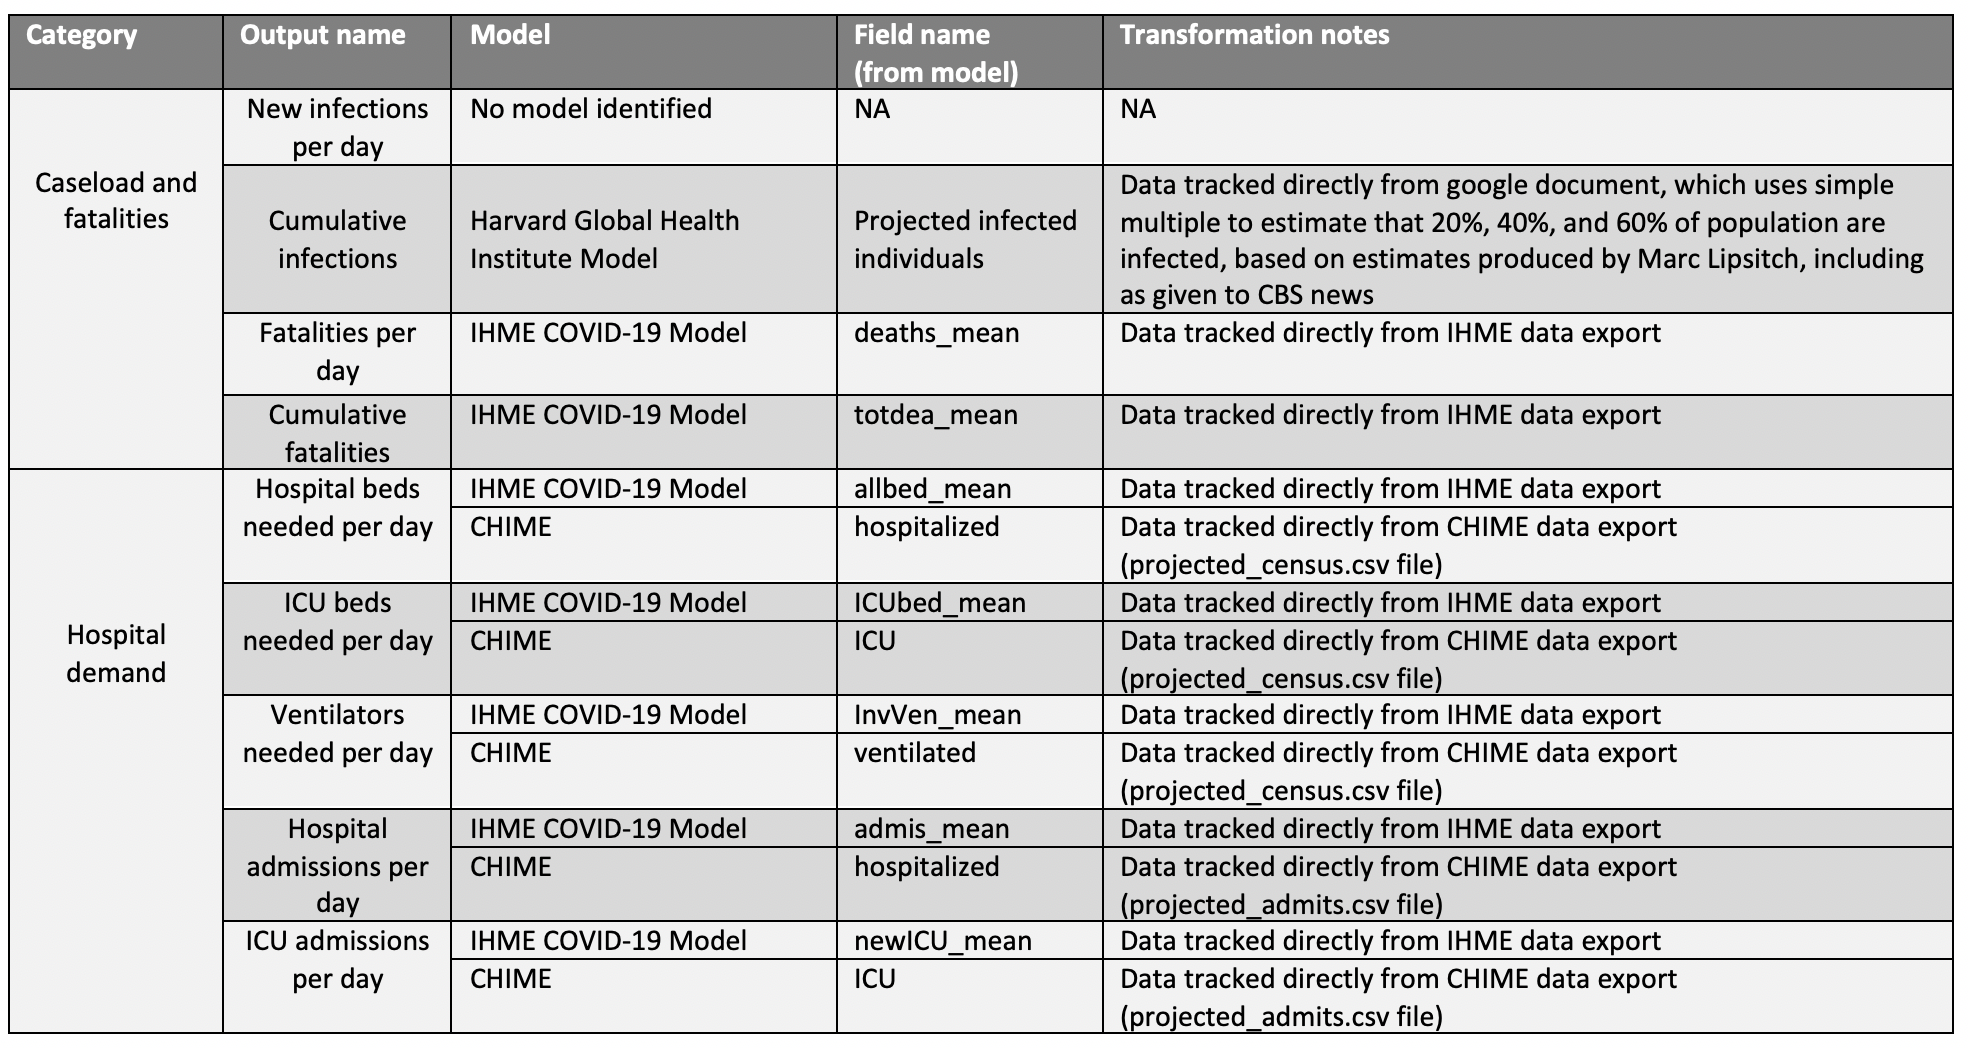 Category
Output name
Model
Field name
(from model)
Transformation notes
Caseload and
fatalities
New infections
per day
No model identified
NA
NA
Cumulative
infections
Harvard Global Health
Institute Model
Projected infected
individuals
Data tracked directly from google document, which uses simple
multiple to estimate that 20%, 40%, and 60% of population are
infected, based on estimates produced by Marc Lipsitch, including
as given to CBS news
Fatalities per
day
IHME COVID-19 Model
deaths_mean
Data tracked directly from IHME data export
Cumulative
fatalities
IHME COVID-19 Model
totdea_mean
Data tracked directly from IHME data export
Hospital
demand
Hospital beds
needed per day
IHME COVID-19 Model
allbed_mean
Data tracked directly from IHME data export
CHIME
hospitalized
Data tracked directly from CHIME data export
(projected_census.csv file)
ICU beds
needed per day
IHME COVID-19 Model
ICUbed_mean
Data tracked directly from IHME data export
CHIME
ICU
Data tracked directly from CHIME data export
(projected_census.csv file)
Ventilators
needed per day
IHME COVID-19 Model
InvVen_mean
Data tracked directly from IHME data export
CHIME
ventilated
Data tracked directly from CHIME data export
(projected_census.csv file)
Hospital
admissions per
day
IHME COVID-19 Model
admis_mean
Data tracked directly from IHME data export
CHIME
hospitalized
Data tracked directly from CHIME data export
(projected_admits.csv file)
ICU admissions
per day
IHME COVID-19 Model
newICU_mean
Data tracked directly from IHME data export
CHIME
ICU
Data tracked directly from CHIME data export
(projected_admits.csv file)